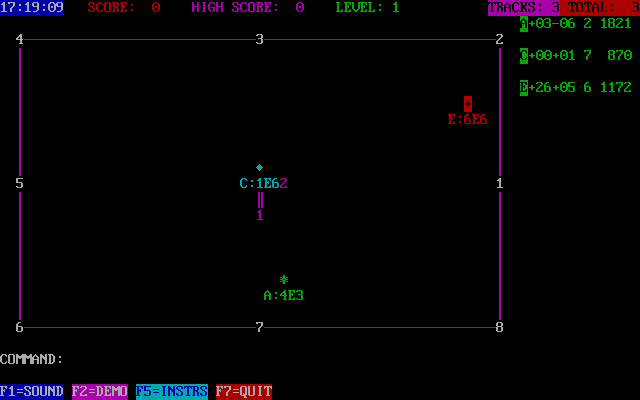 17:19:09 SCORE: 0 HIGH SCORE: 0 LEVEL: 1 TRACKS: 3 TOTAL: 3
A+03-06 2 1821
4 3 2
C+00+01 7 870
E+26+05 6 1172
E:6E6
C:1E62
5 1
1
A:4E3
6 7 8
COMMAND:
F1=SOUND F2=DEMO F5=INSTRS F7=QUIT